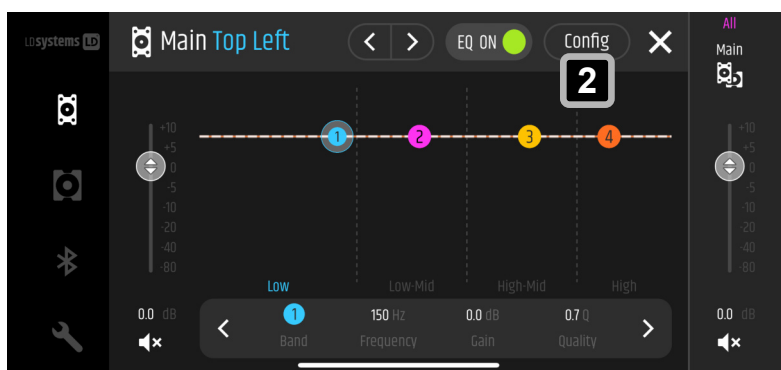 LD systems LD
Main Top Left
EQ ON
Config
2
All
Main
+10
+5
0
-5
-10
-20
-40
-80
1
2
3
4
+10
+5
0
-5
-10
-20
-40
-80
Low
Low-Mid
High-Mid
High
0.0 dB
1
Band
150 Hz
Frequency
0.0 dB
Gain
0.7 Q
Quality
0.0 dB